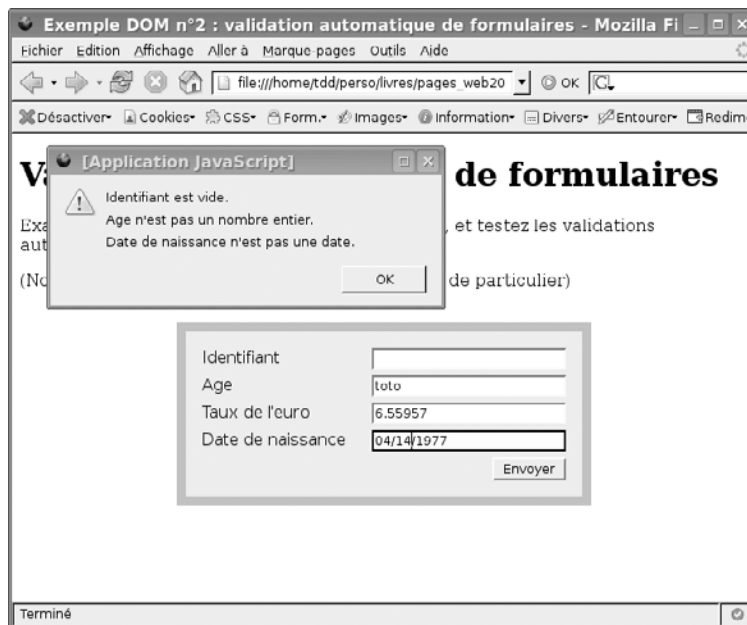 Exemple DOM n°2 : validation automatique de formulaires - Mozilla Fi
Fichier Edition Affichage Aller à Marque-pages Outils Aide
file:///home/tdd/perso/livres/pages_web20 OK
Désactiver Cookies CSS Form. Images Information Divers Entourer Redim
[Application JavaScript]
Identifiant est vide.
Age n'est pas un nombre entier.
Date de naissance n'est pas une date.
OK
de formulaires
, et testez les validations
aut
(No
de particulier)
Identifiant
Age toto
Taux de l'euro 6.55957
Date de naissance 04/14/1977
Envoyer
Terminé